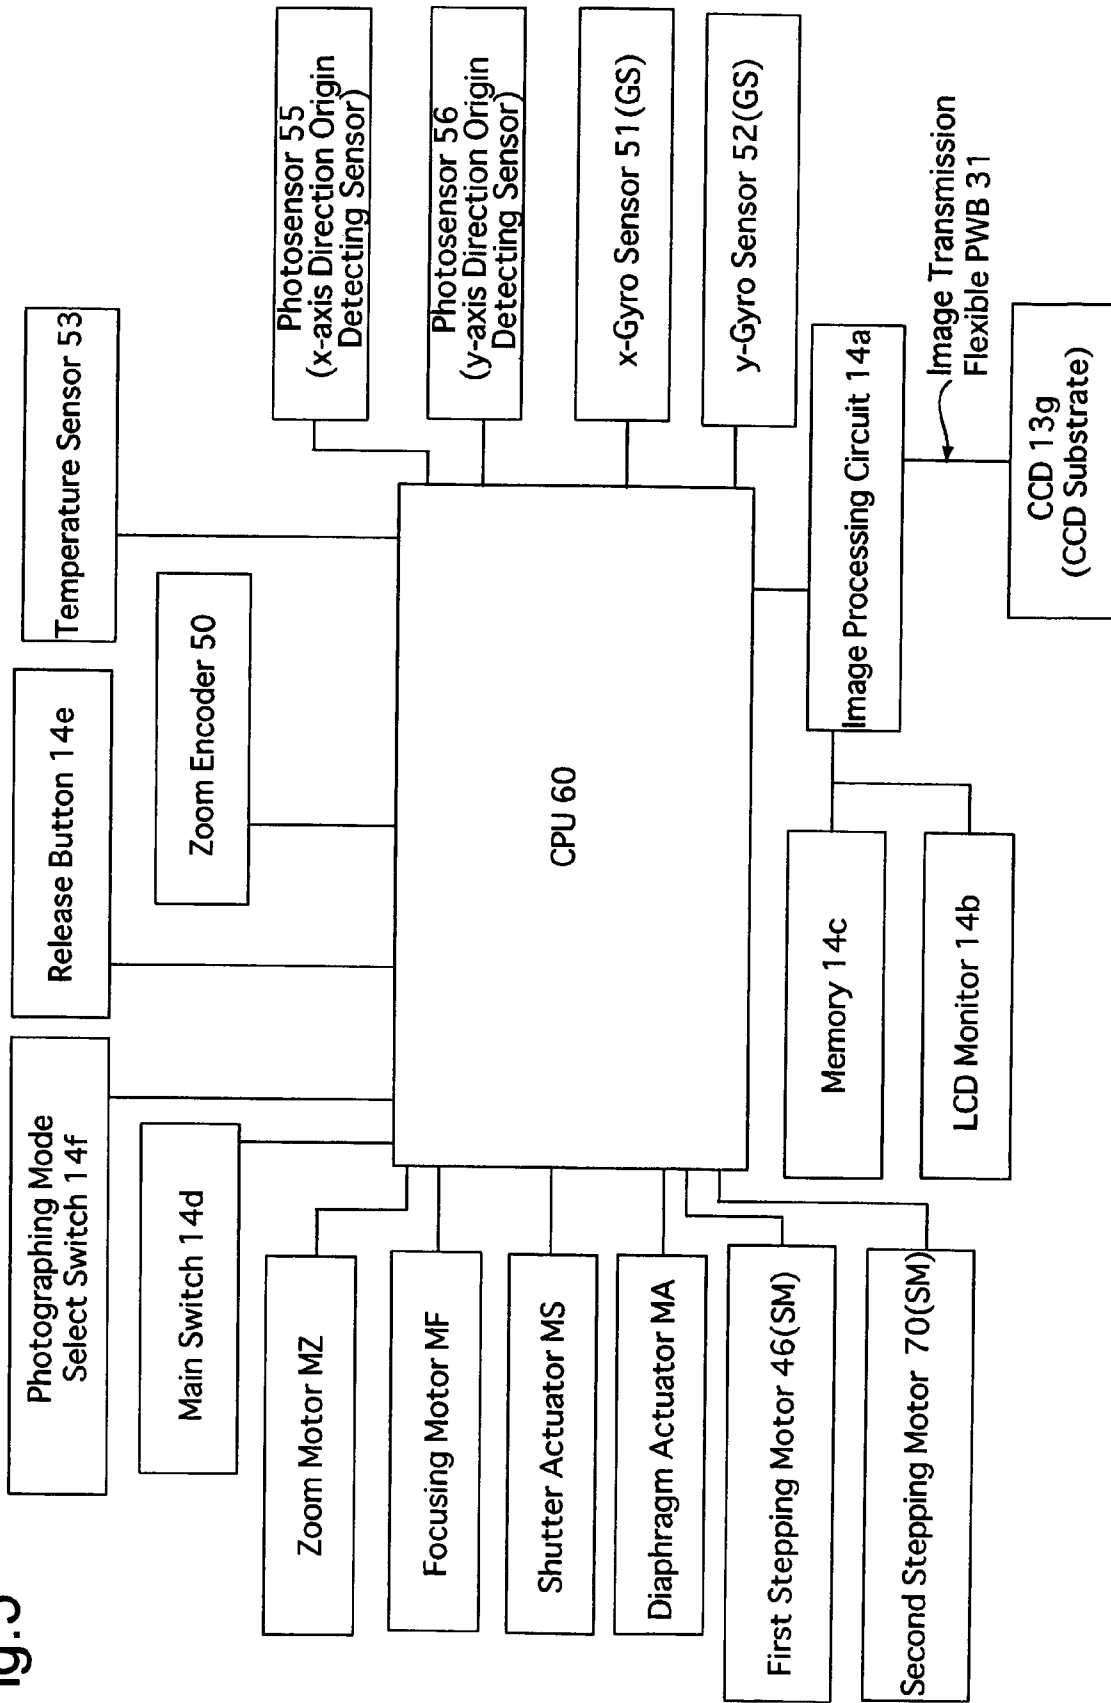 Photographing Mode
Select Switch 14f
Release Button 14e
Temperature Sensor 53
Main Switch 14d
Zoom Encoder 50
Zoom Motor MZ
Focusing Motor MF
Shutter Actuator MS
Diaphragm Actuator MA
First Stepping Motor 46(SM)
Second Stepping Motor 70(SM)
CPU 60
Photosensor 55
(x-axis Direction Origin
Detecting Sensor)
Photosensor 56
(y-axis Direction Origin
Detecting Sensor)
x-Gyro Sensor 51(GS)
y-Gyro Sensor 52(GS)
Memory 14c
LCD Monitor 14b
Image Processing Circuit 14a
Image Transmission
Flexible PWB 31
CCD 13g
(CCD Substrate)